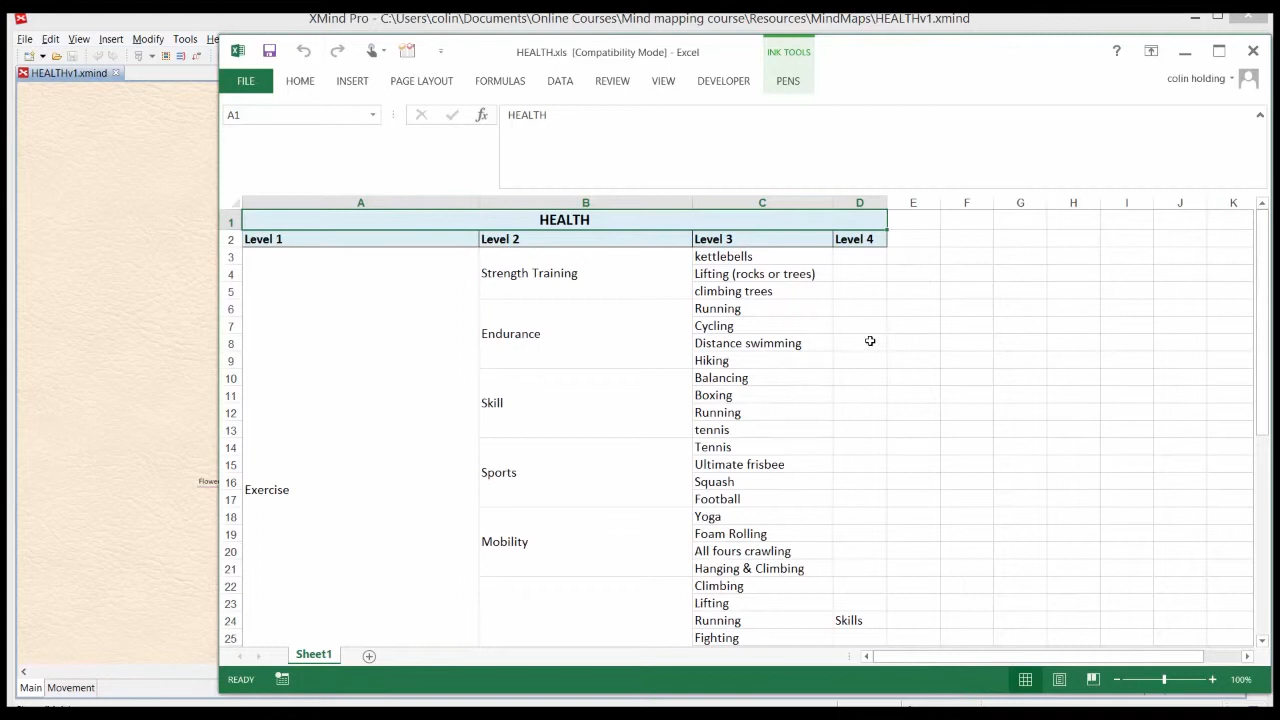 XMind Pro - C:\Users\colin\Documents\Online Courses\Mind mapping course\Resources\MindMaps\HEALTHv1.xmind
File Edit View Insert Modify Tools He
HEALTHv1.xmind
HEALTH.xls [Compatibility Mode] - Excel
INK TOOLS
FILE HOME INSERT PAGE LAYOUT FORMULAS DATA REVIEW VIEW DEVELOPER PENS
colin holding
A1
fx HEALTH
A B C D E F G H I J K
1 HEALTH
2 Level 1 Level 2 Level 3 Level 4
3 kettlebells
4 Strength Training Lifting (rocks or trees)
5 climbing trees
6 Running
7 Endurance Cycling
8 Distance swimming
9 Hiking
10 Balancing
11 Skill Boxing
12 Running
13 tennis
14 Tennis
15 Sports Ultimate frisbee
16 Squash
Flower
Exercise
17 Football
18 Yoga
19 Mobility Foam Rolling
20 All fours crawling
21 Hanging & Climbing
22 Climbing
23 Lifting
24 Running Skills
25 Fighting
Sheet1
READY
100%
Main Movement